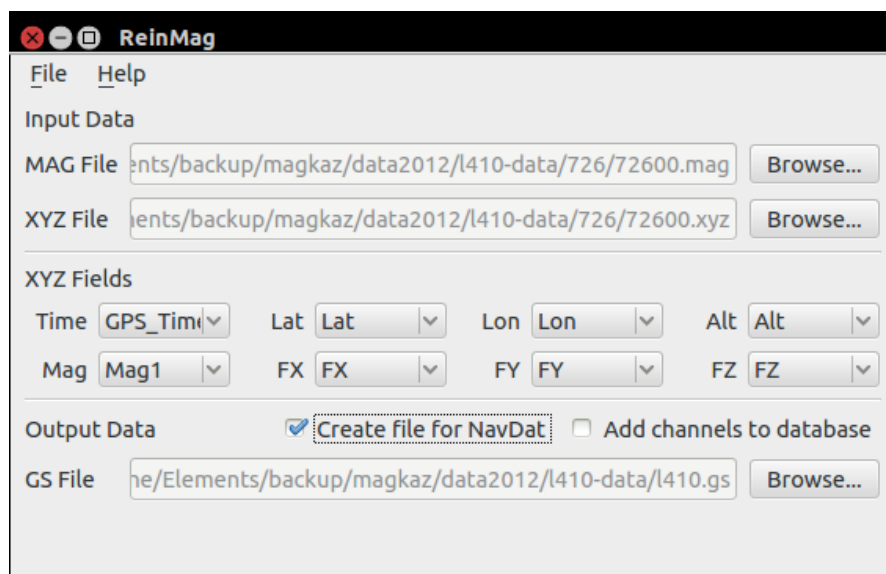 ReinMag
File Help
Input Data
MAG File ents/backup/magkaz/data2012/l410-data/726/72600.mag Browse...
XYZ File ents/backup/magkaz/data2012/l410-data/726/72600.xyz Browse...
XYZ Fields
Time GPS_Time Lat Lat Lon Lon Alt Alt
Mag Mag1 FX FX FY FY FZ FZ
Output Data Create file for NavDat Add channels to database
GS File ne/Elements/backup/magkaz/data2012/l410-data/l410.gs Browse...